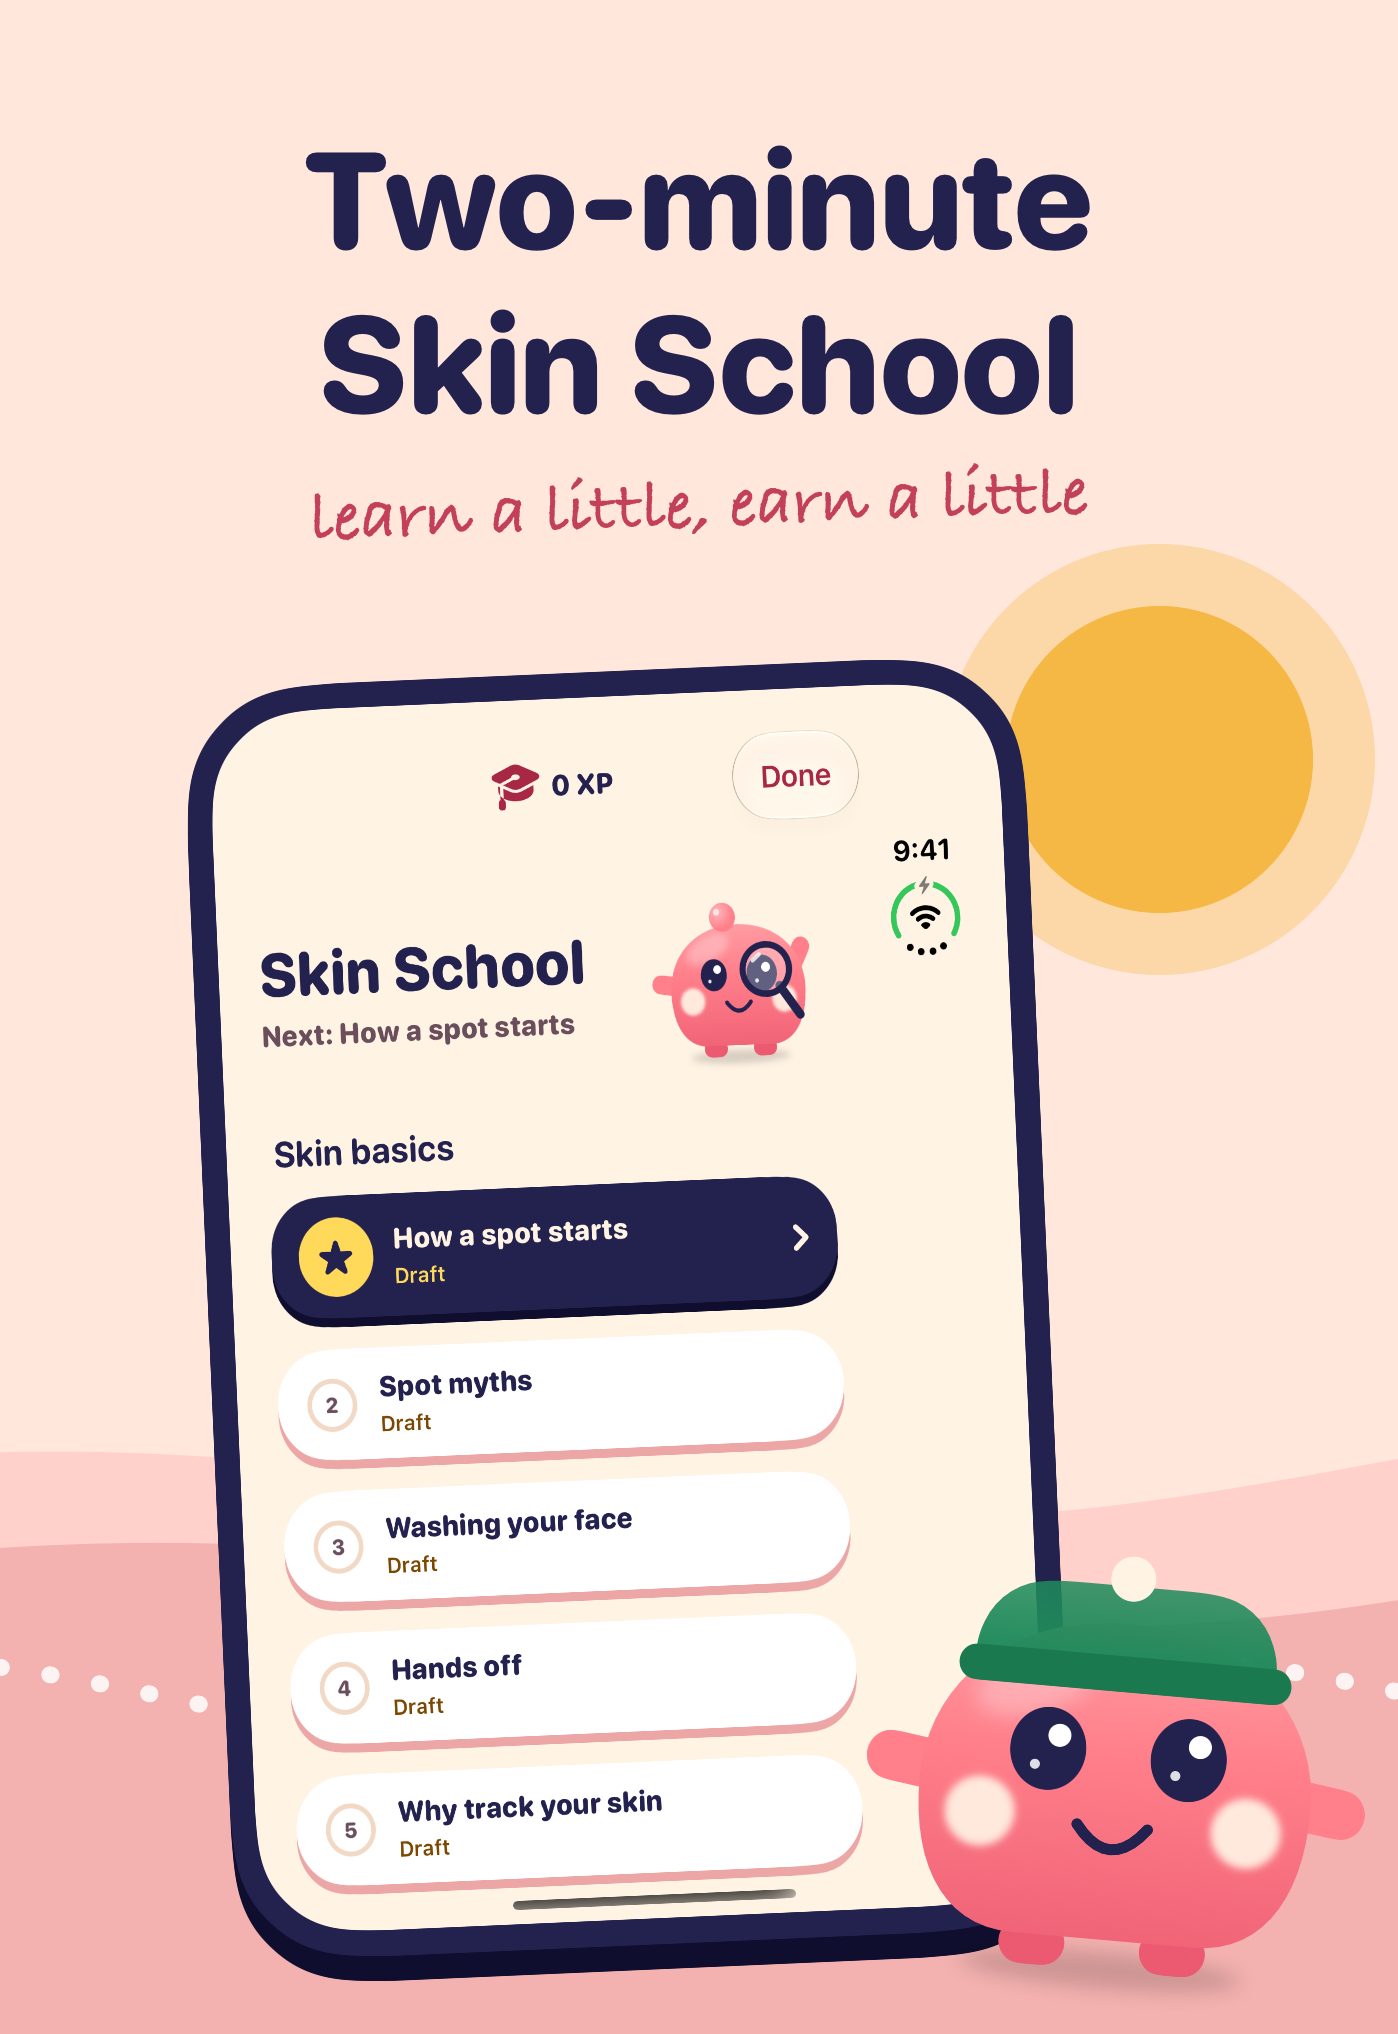 Two-minute
Skin School
learn a little, earn a little
0 XP
Done
9:41
Skin School
Next: How a spot starts
Skin basics
How a spot starts
Draft
2
Spot myths
Draft
3
Washing your face
Draft
4
Hands off
Draft
5
Why track your skin
Draft